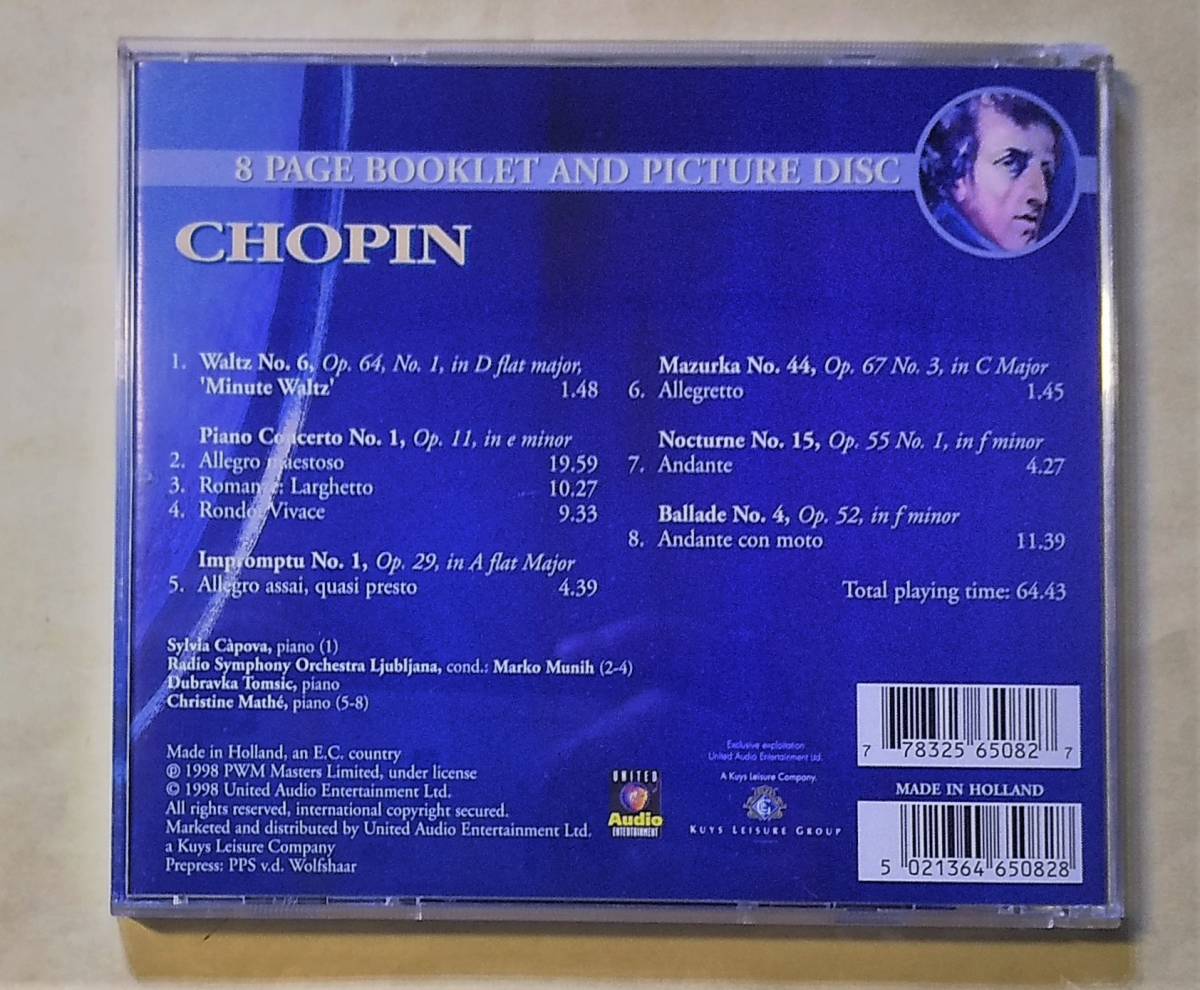 8 PAGE BOOKLET AND PICTURE DISC
CHOPIN
1. Waltz No. 6, Op. 64, No. 1, in D flat major,
'Minute Waltz' 1.48
Piano Concerto No. 1, Op. 11, in e minor
2. Allegro maestoso 19.59
3. Romance: Larghetto 10.27
4. Rondo: Vivace 9.33
Impromptu No. 1, Op. 29, in A flat Major
5. Allegro assai, quasi presto 4.39
Mazurka No. 44, Op. 67 No. 3, in C Major
6. Allegretto 1.45
Nocturne No. 15, Op. 55 No. 1, in f minor
7. Andante 4.27
Ballade No. 4, Op. 52, in f minor
8. Andante con moto 11.39
Total playing time: 64.43
Sylvia Càpova, piano (1)
Radio Symphony Orchestra Ljubljana, cond.: Marko Munih (2-4)
Dubravka Tomsic, piano
Christine Mathé, piano (5-8)
Made in Holland, an E.C. country
℗ 1998 PWM Masters Limited, under license
© 1998 United Audio Entertainment Ltd.
All rights reserved, international copyright secured.
Marketed and distributed by United Audio Entertainment Ltd.
a Kuys Leisure Company
Prepress: PPS v.d. Wolfshaar
UNITED
Audio
ENTERTAINMENT
Exclusive exploitation
United Audio Entertainment Ltd.
A Kuys Leisure Company.
KUYS LEISURE GROUP
7 78325 65082 7
MADE IN HOLLAND
5 021364 650828